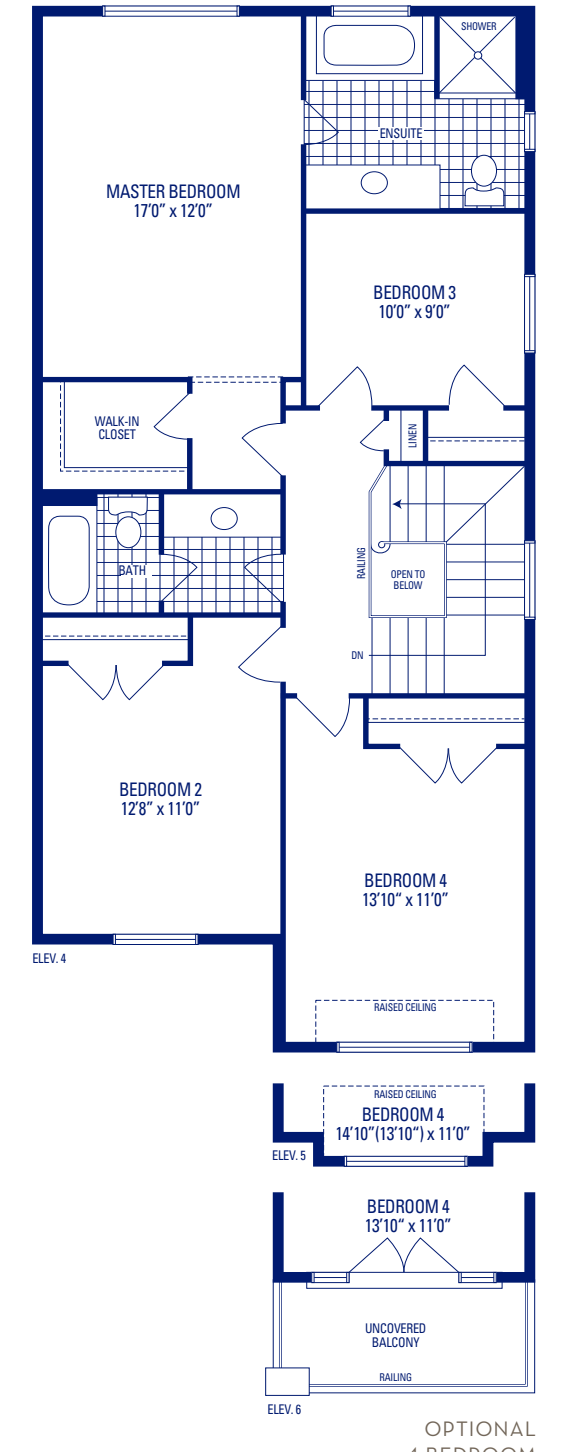 SHOWER
ENSUITE
MASTER BEDROOM
17'0" x 12'0"
BEDROOM 3
10'0" x 9'0"
WALK-IN
CLOSET
LINEN
BATH
RAILING
OPEN TO
BELOW
DN
BEDROOM 2
12'8" x 11'0"
BEDROOM 4
13'10" x 11'0"
ELEV. 4
RAISED CEILING
RAISED CEILING
BEDROOM 4
14'10"(13'10") x 11'0"
ELEV. 5
BEDROOM 4
13'10" x 11'0"
UNCOVERED
BALCONY
RAILING
ELEV. 6
OPTIONAL
4 BEDROOM